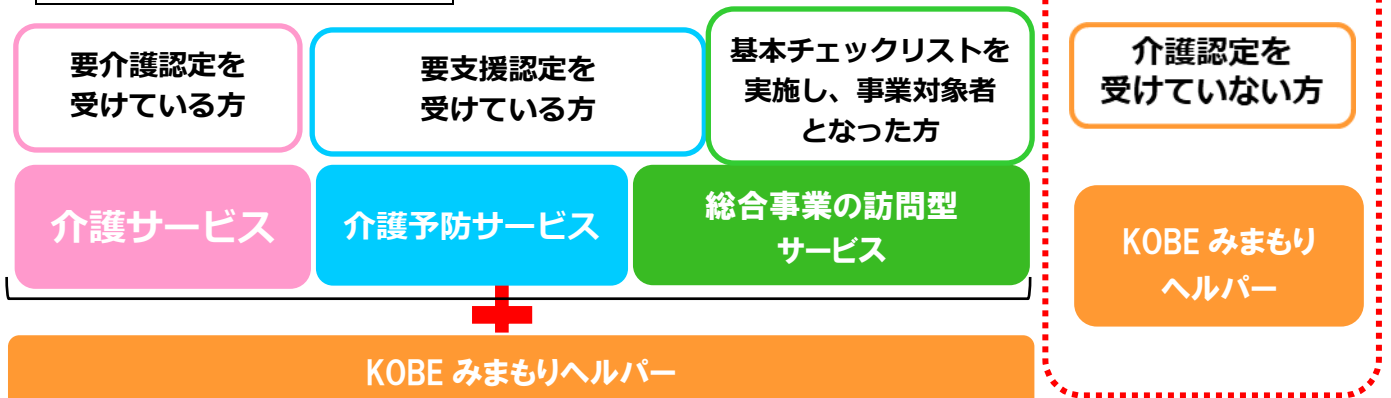 要介護認定を
受けている方
要支援認定を
受けている方
基本チェックリストを
実施し、事業対象者
となった方
介護認定を
受けていない方
介護サービス
介護予防サービス
総合事業の訪問型
サービス
KOBE みまもり
ヘルパー
KOBE みまもりヘルパー